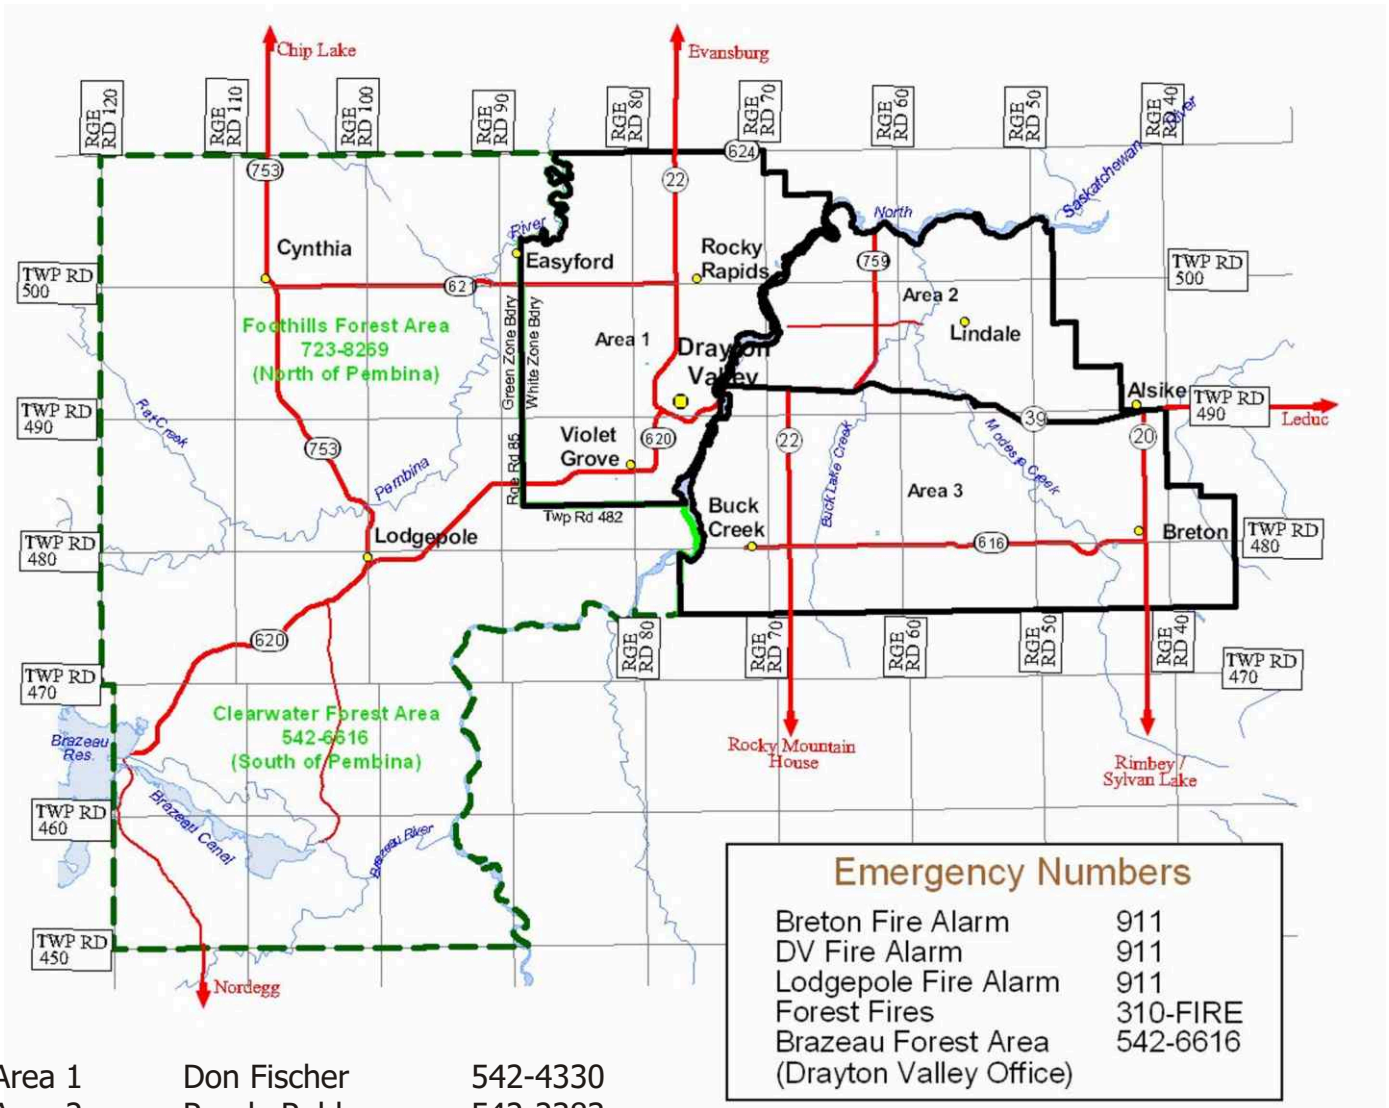 Chip Lake
Evansburg
RGE RD 120
RGE RD 110
RGE RD 100
RGE RD 90
RGE RD 80
RGE RD 70
RGE RD 60
RGE RD 50
RGE RD 40
753
22
624
River
North
Saskatchewan River
Cynthia
Easyford
Rocky
Rapids
759
TWP RD
500
TWP RD
500
621
Area 2
Foothills Forest Area
723-8269
(North of Pembina)
Green Zone Bdry
White Zone Bdry
Area 1
Lindale
Drayton
Valley
Alsike
TWP RD
490
TWP RD
490
Leduc
Rat Creek
39
753
Violet
Grove
620
22
20
Buck Lake Creek
Modeste Creek
Pembina
Rge Rd 85
Area 3
Buck
Creek
Twp Rd 482
Lodgepole
616
Breton
TWP RD
480
TWP RD
480
620
RGE RD 80
RGE RD 70
RGE RD 60
RGE RD 50
RGE RD 40
TWP RD
470
TWP RD
470
Clearwater Forest Area
542-6616
(South of Pembina)
Brazeau
Res.
Rocky Mountain
House
Rimbey /
Sylvan Lake
TWP RD
460
Brazeau Canal
Brazeau River
TWP RD
450
Nordegg
Emergency Numbers
Breton Fire Alarm 911
DV Fire Alarm 911
Lodgepole Fire Alarm 911
Forest Fires 310-FIRE
Brazeau Forest Area 542-6616
(Drayton Valley Office)
Area 1 Don Fischer 542-4330